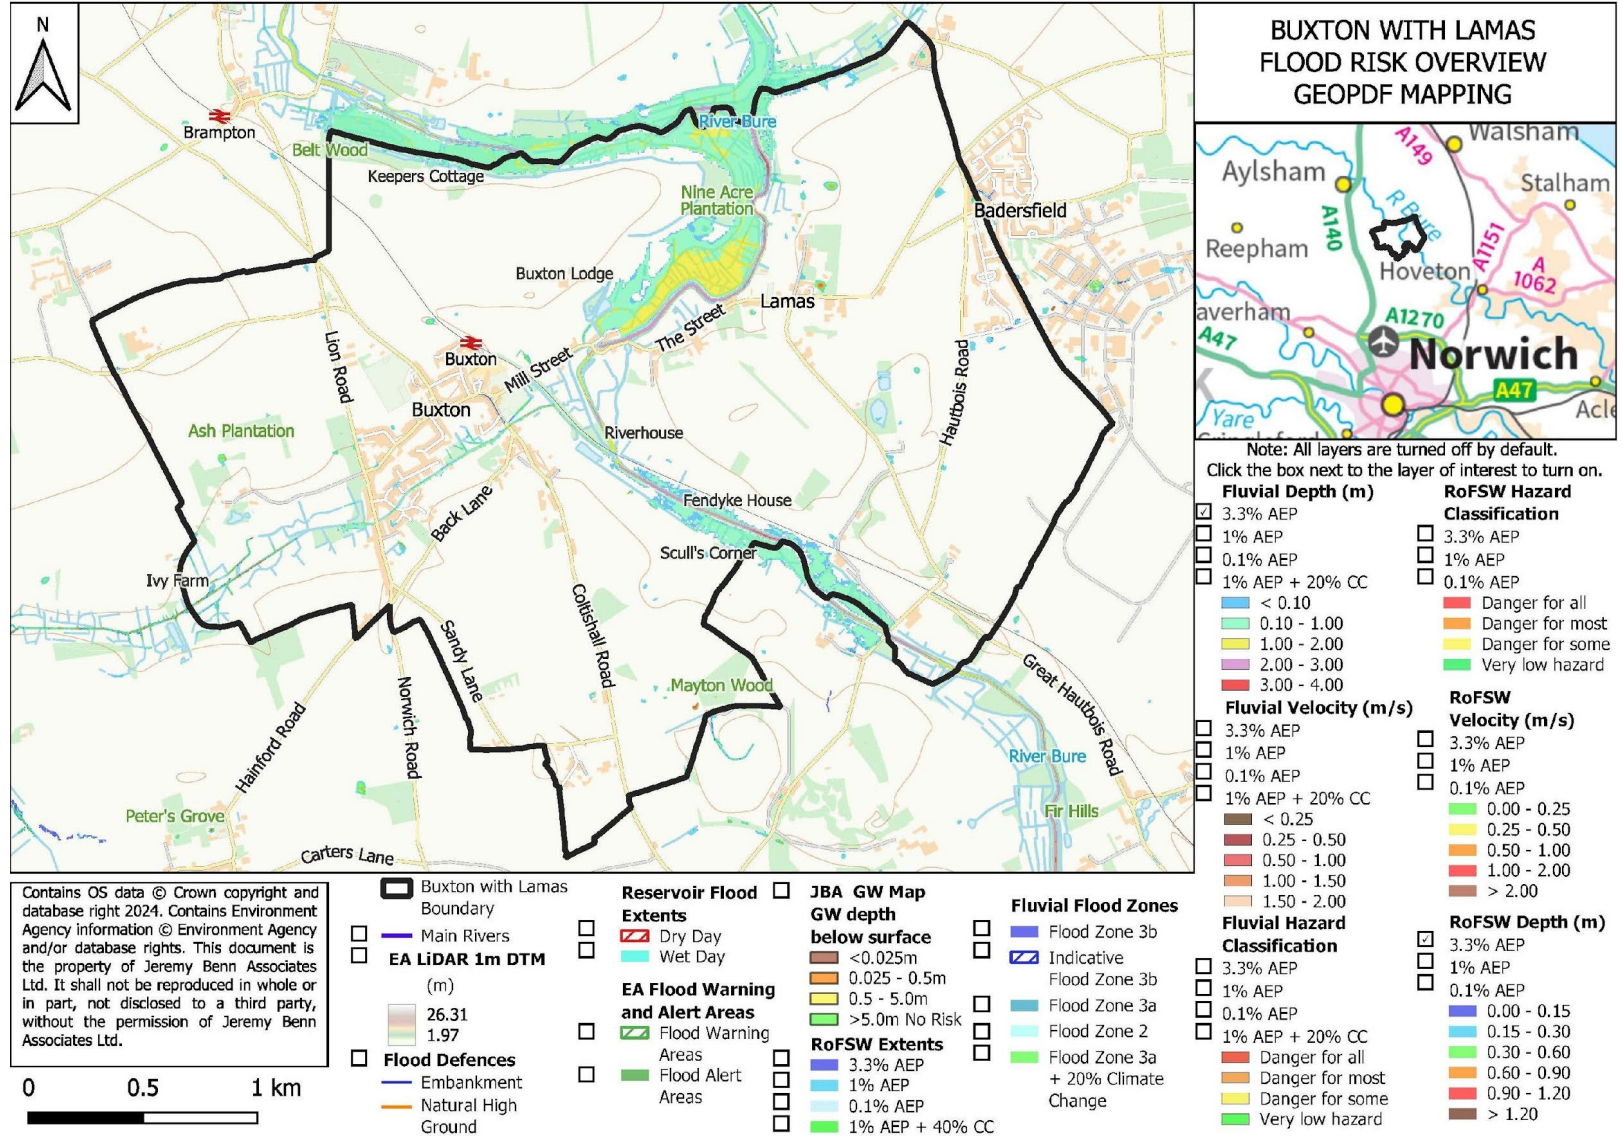 N
BUXTON WITH LAMAS
FLOOD RISK OVERVIEW
GEOPDF MAPPING
Brampton
Belt Wood
Keepers Cottage
River Bure
Nine Acre
Plantation
Badersfield
Buxton Lodge
Lamas
The Street
Lion Road
Buxton
Mill Street
Buxton
Hautbois Road
Ash Plantation
Riverhouse
Back Lane
Fendyke House
Scull's Corner
Ivy Farm
Coltishall Road
Sandy Lane
Mayton Wood
Great Hautbois Road
Norwich Road
Hainford Road
River Bure
Peter's Grove
Fir Hills
Carters Lane
Walsham
A149
Aylsham
Stalham
R Bure
A140
Reepham
A1151
Hoveton
A
1062
averham
A1270
A47
Norwich
A47
Acle
Yare
Note: All layers are turned off by default.
Click the box next to the layer of interest to turn on.
Fluvial Depth (m)
3.3% AEP
1% AEP
0.1% AEP
1% AEP + 20% CC
< 0.10
0.10 - 1.00
1.00 - 2.00
2.00 - 3.00
3.00 - 4.00
Fluvial Velocity (m/s)
3.3% AEP
1% AEP
0.1% AEP
1% AEP + 20% CC
< 0.25
0.25 - 0.50
0.50 - 1.00
1.00 - 1.50
1.50 - 2.00
Fluvial Hazard
Classification
3.3% AEP
1% AEP
0.1% AEP
1% AEP + 20% CC
Danger for all
Danger for most
Danger for some
Very low hazard
RoFSW Hazard
Classification
3.3% AEP
1% AEP
0.1% AEP
Danger for all
Danger for most
Danger for some
Very low hazard
RoFSW
Velocity (m/s)
3.3% AEP
1% AEP
0.1% AEP
0.00 - 0.25
0.25 - 0.50
0.50 - 1.00
1.00 - 2.00
> 2.00
RoFSW Depth (m)
3.3% AEP
1% AEP
0.1% AEP
0.00 - 0.15
0.15 - 0.30
0.30 - 0.60
0.60 - 0.90
0.90 - 1.20
> 1.20
Contains OS data © Crown copyright and
database right 2024. Contains Environment
Agency information © Environment Agency
and/or database rights. This document is
the property of Jeremy Benn Associates
Ltd. It shall not be reproduced in whole or
in part, not disclosed to a third party,
without the permission of Jeremy Benn
Associates Ltd.
0 0.5 1 km
Buxton with Lamas
Boundary
Main Rivers
EA LiDAR 1m DTM
(m)
26.31
1.97
Flood Defences
Embankment
Natural High
Ground
Reservoir Flood
Extents
Dry Day
Wet Day
EA Flood Warning
and Alert Areas
Flood Warning
Areas
Flood Alert
Areas
JBA GW Map
GW depth
below surface
<0.025m
0.025 - 0.5m
0.5 - 5.0m
>5.0m No Risk
RoFSW Extents
3.3% AEP
1% AEP
0.1% AEP
1% AEP + 40% CC
Fluvial Flood Zones
Flood Zone 3b
Indicative
Flood Zone 3b
Flood Zone 3a
Flood Zone 2
Flood Zone 3a
+ 20% Climate
Change